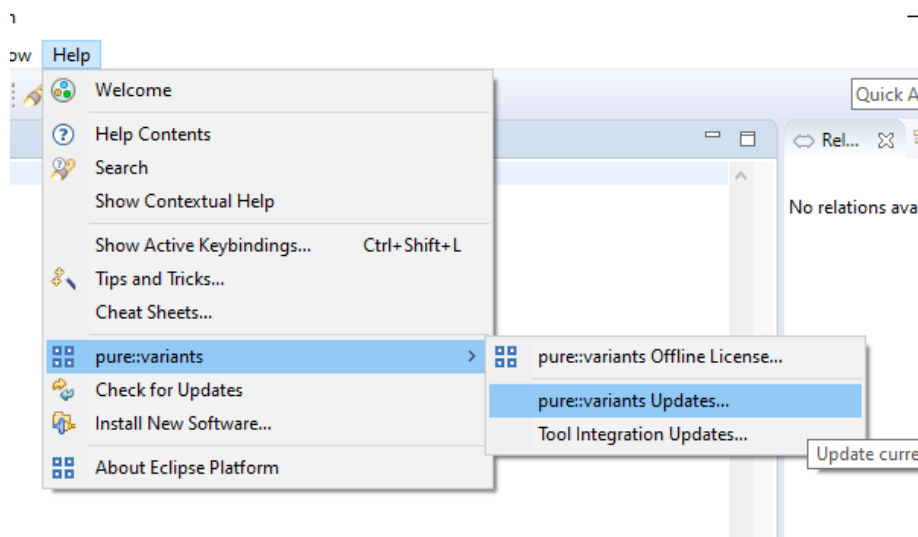 Help
Quick A
Welcome
Help Contents
Rel...
Search
Show Contextual Help
No relations ava
Show Active Keybindings... Ctrl+Shift+L
Tips and Tricks...
Cheat Sheets...
pure::variants
pure::variants Offline License...
Check for Updates
pure::variants Updates...
Install New Software...
Tool Integration Updates...
Update curre
About Eclipse Platform